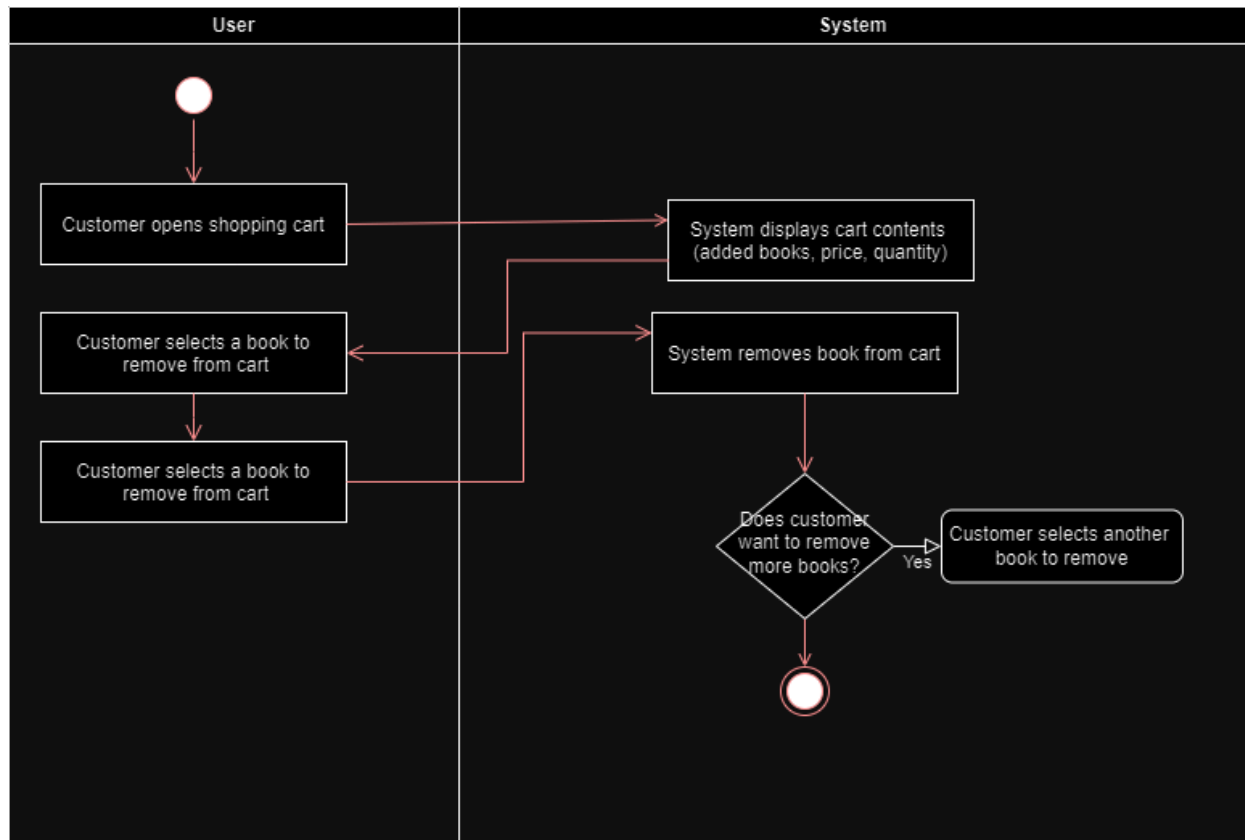 User
System
Customer opens shopping cart
System displays cart contents
(added books, price, quantity)
Customer selects a book to
remove from cart
System removes book from cart
Customer selects a book to
remove from cart
Does customer
want to remove
more books?
Yes
Customer selects another
book to remove